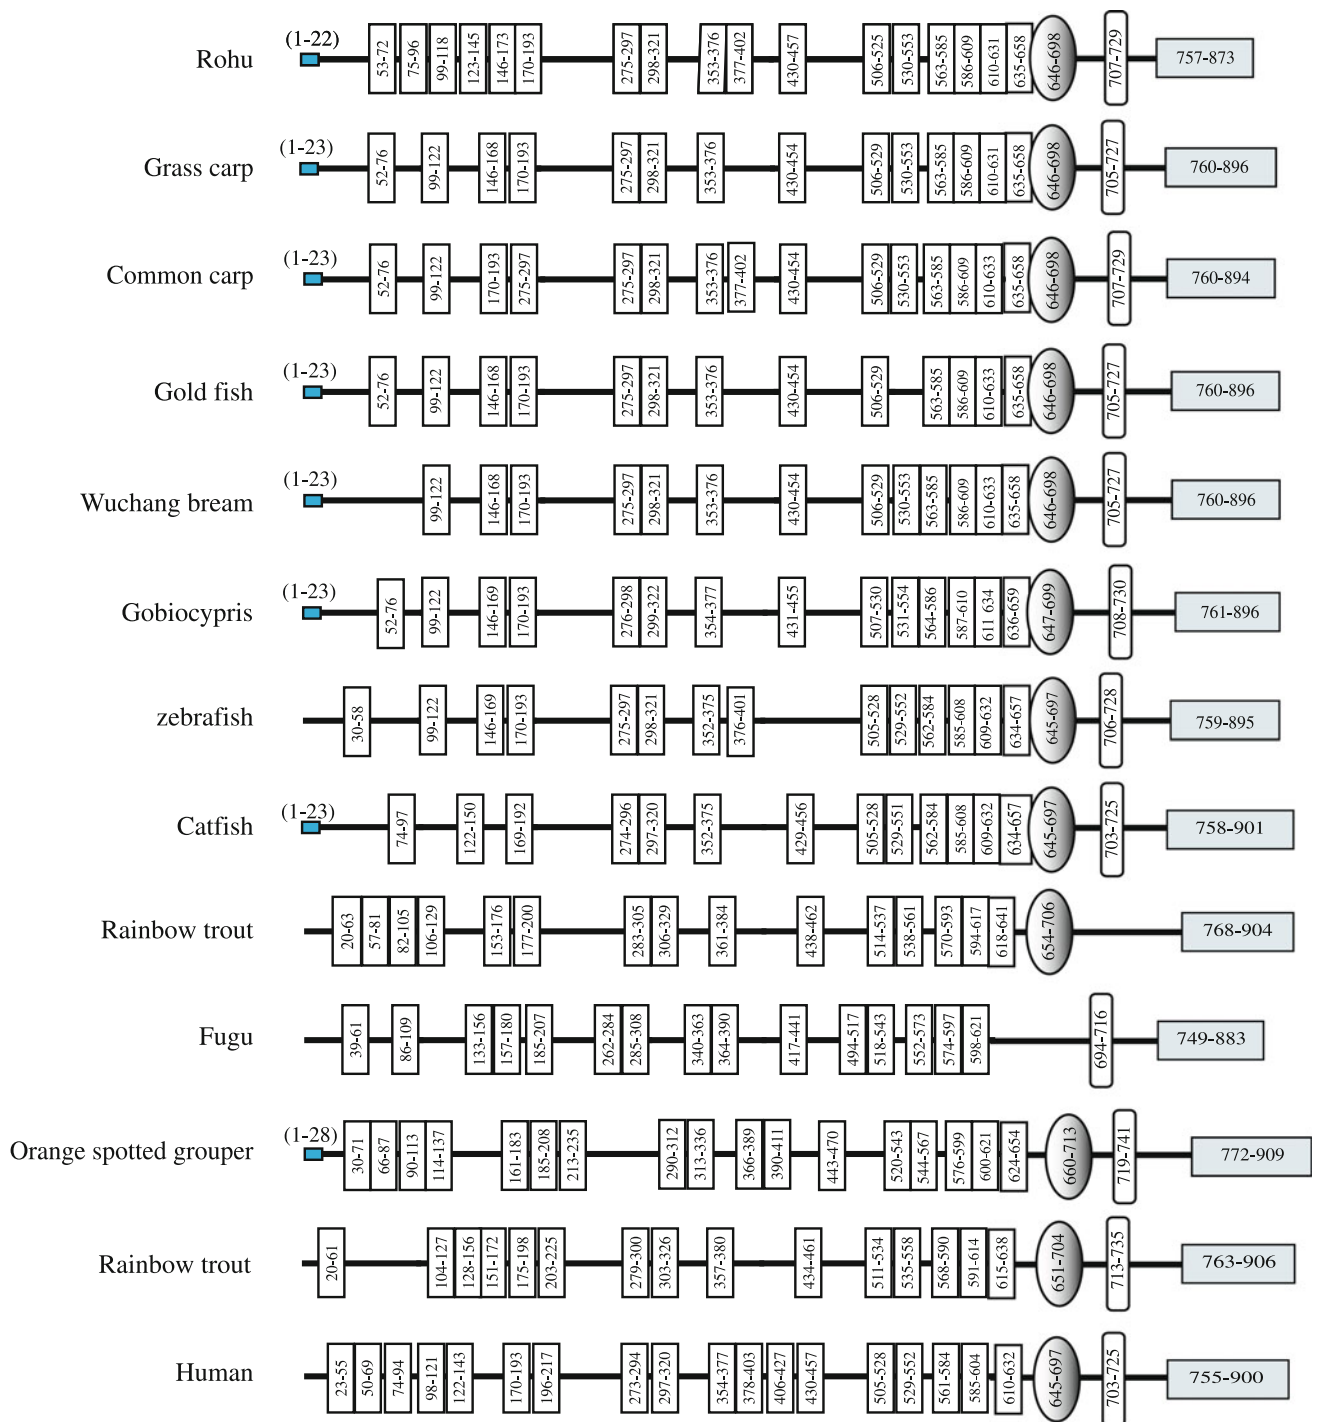 (1-22)
Rohu 53-72 75-96 99-118 123-145 146-173 170-193 275-297 298-321 353-376 377-402 430-457 506-525 530-553 563-585 586-609 610-631 635-658 646-698 707-729 757-873
(1-23)
Grass carp 52-76 99-122 146-168 170-193 275-297 298-321 353-376 430-454 506-529 530-553 563-585 586-609 610-631 635-658 646-698 705-727 760-896
(1-23)
Common carp 52-76 99-122 170-193 275-297 275-297 298-321 353-376 377-402 430-454 506-529 530-553 563-585 586-609 610-633 635-658 646-698 707-729 760-894
(1-23)
Gold fish 52-76 99-122 146-168 170-193 275-297 298-321 353-376 430-454 506-529 563-585 586-609 610-633 635-658 646-698 705-727 760-896
(1-23)
Wuchang bream 99-122 146-168 170-193 275-297 298-321 353-376 430-454 506-529 530-553 563-585 586-609 610-633 635-658 646-698 705-727 760-896
(1-23)
Gobiocypris 52-76 99-122 146-169 170-193 276-298 299-322 354-377 431-455 507-530 531-554 564-586 587-610 611 634 636-659 647-699 708-730 761-896
zebrafish 30-58 99-122 146-169 170-193 275-297 298-321 352-375 376-401 505-528 529-552 562-584 585-608 609-632 634-657 645-697 706-728 759-895
(1-23)
Catfish 74-97 122-150 169-192 274-296 297-320 352-375 429-456 505-528 529-551 562-584 585-608 609-632 634-657 645-697 703-725 758-901
Rainbow trout 20-63 57-81 82-105 106-129 153-176 177-200 283-305 306-329 361-384 438-462 514-537 538-561 570-593 594-617 618-641 654-706 768-904
Fugu 39-61 86-109 133-156 157-180 185-207 262-284 285-308 340-363 364-390 417-441 494-517 518-543 552-573 574-597 598-621 694-716 749-883
(1-28)
Orange spotted grouper 30-71 66-87 90-113 114-137 161-183 185-208 213-235 290-312 313-336 366-389 390-411 443-470 520-543 544-567 576-599 600-621 624-654 660-713 719-741 772-909
Rainbow trout 20-61 104-127 128-156 151-172 175-198 203-225 279-300 303-326 357-380 434-461 511-534 535-558 568-590 591-614 615-638 651-704 713-735 763-906
Human 23-55 50-69 74-94 98-121 122-143 170-193 196-217 273-294 297-320 354-377 378-403 406-427 430-457 505-528 529-552 561-584 585-604 610-632 645-697 703-725 755-900